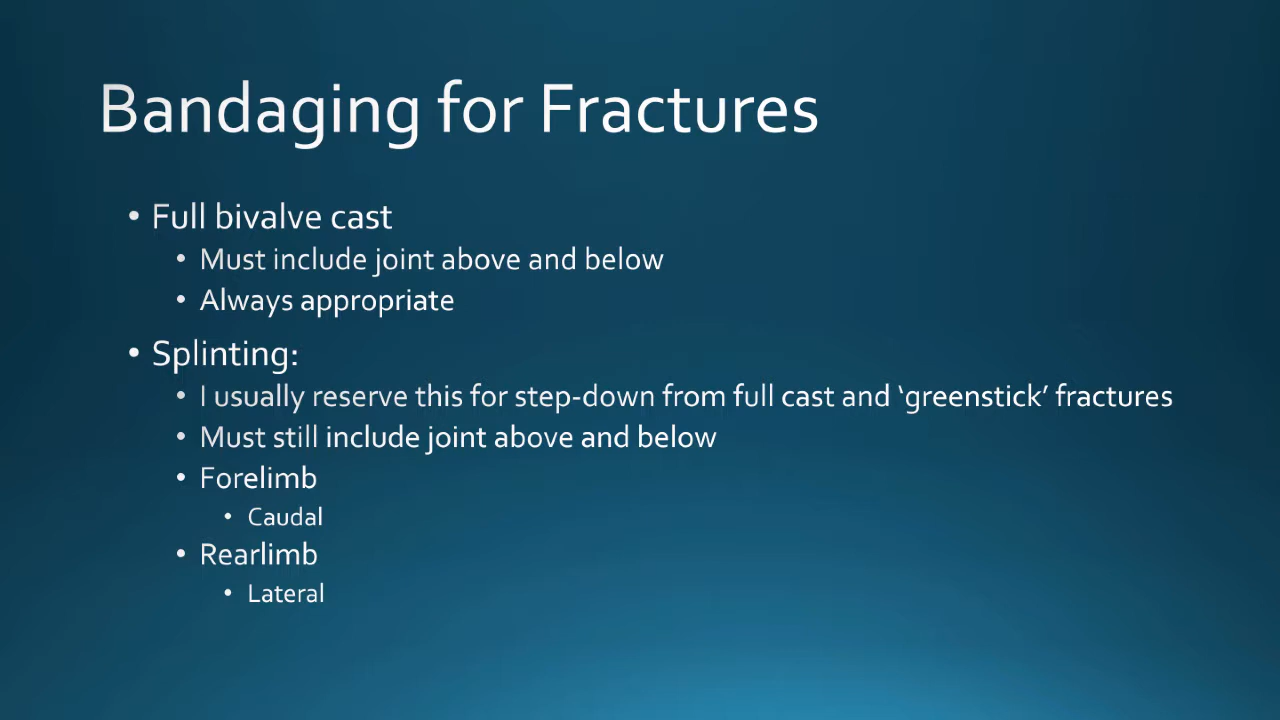 Bandaging for Fractures
• Full bivalve cast
• Must include joint above and below
• Always appropriate
• Splinting:
• I usually reserve this for step-down from full cast and ‘greenstick’ fractures
• Must still include joint above and below
• Forelimb
• Caudal
• Rearlimb
• Lateral